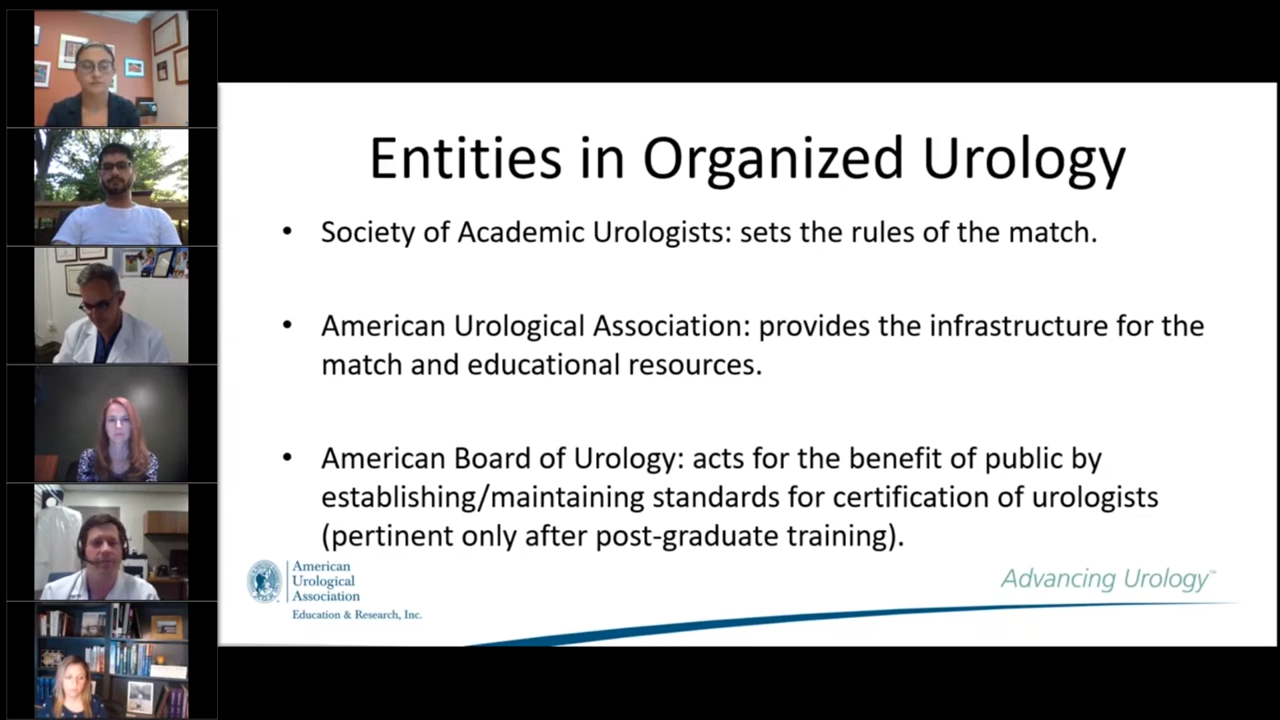 Entities in Organized Urology
• Society of Academic Urologists: sets the rules of the match.
• American Urological Association: provides the infrastructure for the
match and educational resources.
• American Board of Urology: acts for the benefit of public by
establishing/maintaining standards for certification of urologists
(pertinent only after post-graduate training).
American
Urological
Association
Education & Research, Inc.
Advancing Urology™